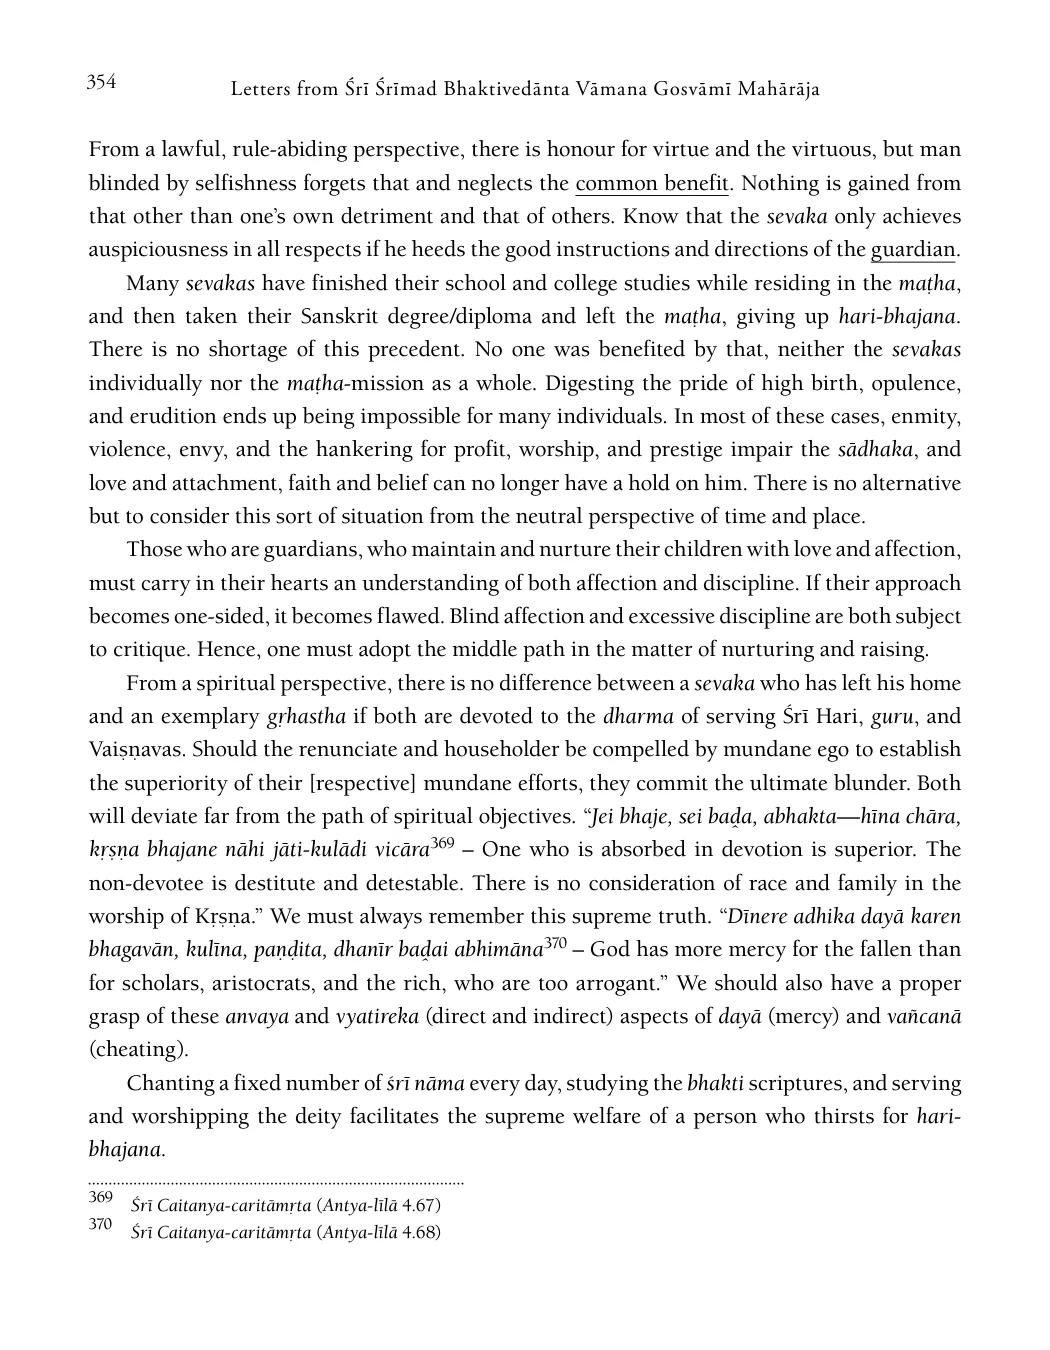 354
Letters from Śrī Śrīmad Bhaktivedānta Vāmana Gosvāmī Mahārāja
From a lawful, rule-abiding perspective, there is honour for virtue and the virtuous, but man
blinded by selfishness forgets that and neglects the common benefit. Nothing is gained from
that other than one’s own detriment and that of others. Know that the sevaka only achieves
auspiciousness in all respects if he heeds the good instructions and directions of the guardian.
Many sevakas have finished their school and college studies while residing in the maṭha,
and then taken their Sanskrit degree/diploma and left the maṭha, giving up hari-bhajana.
There is no shortage of this precedent. No one was benefited by that, neither the sevakas
individually nor the maṭha-mission as a whole. Digesting the pride of high birth, opulence,
and erudition ends up being impossible for many individuals. In most of these cases, enmity,
violence, envy, and the hankering for profit, worship, and prestige impair the sādhaka, and
love and attachment, faith and belief can no longer have a hold on him. There is no alternative
but to consider this sort of situation from the neutral perspective of time and place.
Those who are guardians, who maintain and nurture their children with love and affection,
must carry in their hearts an understanding of both affection and discipline. If their approach
becomes one-sided, it becomes flawed. Blind affection and excessive discipline are both subject
to critique. Hence, one must adopt the middle path in the matter of nurturing and raising.
From a spiritual perspective, there is no difference between a sevaka who has left his home
and an exemplary gṛhastha if both are devoted to the dharma of serving Śrī Hari, guru, and
Vaiṣṇavas. Should the renunciate and householder be compelled by mundane ego to establish
the superiority of their [respective] mundane efforts, they commit the ultimate blunder. Both
will deviate far from the path of spiritual objectives. “Jei bhaje, sei baḓa, abhakta—hīna chāra,
kṛṣṇa bhajane nāhi jāti-kulādi vicāra369 – One who is absorbed in devotion is superior. The
non-devotee is destitute and detestable. There is no consideration of race and family in the
worship of Kṛṣṇa.” We must always remember this supreme truth. “Dīnere adhika dayā karen
bhagavān, kulīna, paṇḍita, dhanīr baḓai abhimāna370 – God has more mercy for the fallen than
for scholars, aristocrats, and the rich, who are too arrogant.” We should also have a proper
grasp of these anvaya and vyatireka (direct and indirect) aspects of dayā (mercy) and vañcanā
(cheating).
Chanting a fixed number of śrī nāma every day, studying the bhakti scriptures, and serving
and worshipping the deity facilitates the supreme welfare of a person who thirsts for hari-
bhajana.
369 Śrī Caitanya-caritāmṛta (Antya-līlā 4.67)
370 Śrī Caitanya-caritāmṛta (Antya-līlā 4.68)